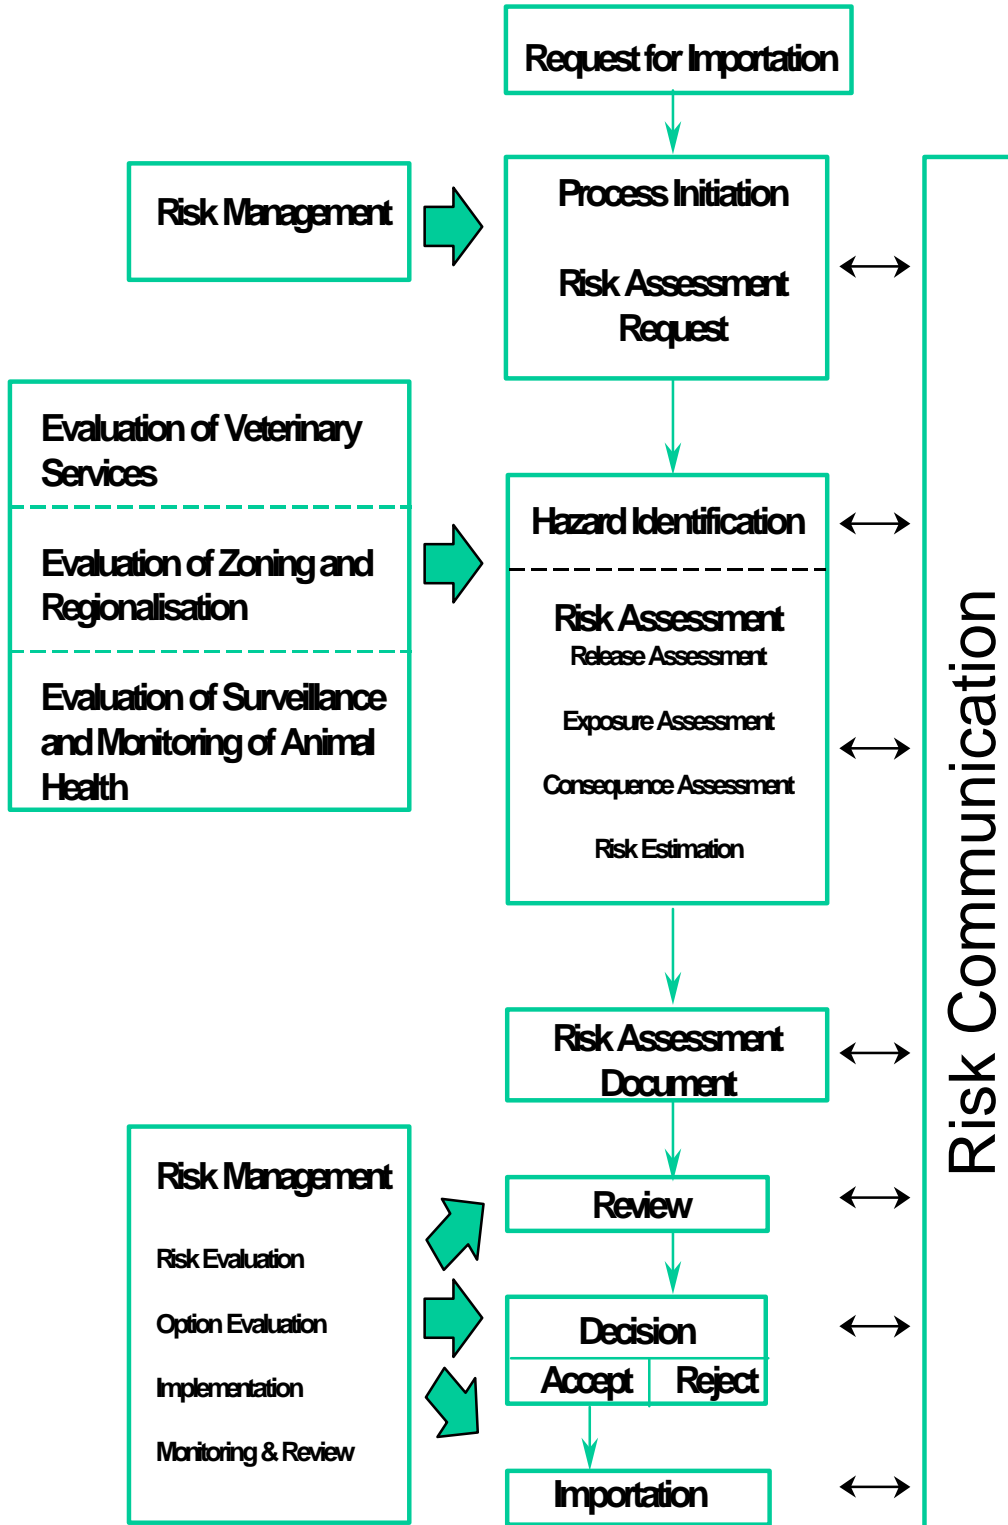 Request for Importation
Risk Management
Process Initiation
Risk Assessment
Request
Evaluation of Veterinary
Services
Evaluation of Zoning and
Regionalisation
Evaluation of Surveillance
and Monitoring of Animal
Health
Hazard Identification
Risk Assessment
Release Assessment
Exposure Assessment
Consequence Assessment
Risk Estimation
Risk Assessment
Document
Risk Management
Risk Evaluation
Option Evaluation
Implementation
Monitoring & Review
Review
Decision
Accept Reject
Importation
Risk Communication